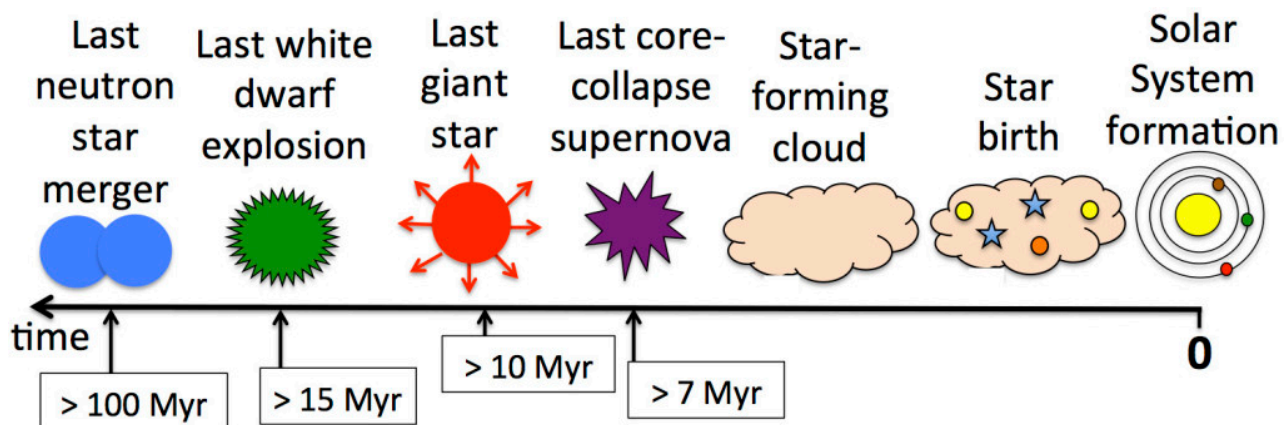 Last
neutron
star
merger
Last white
dwarf
explosion
Last
giant
star
Last core-
collapse
supernova
Star-
forming
cloud
Star
birth
Solar
System
formation
time
0
> 100 Myr
> 15 Myr
> 10 Myr
> 7 Myr